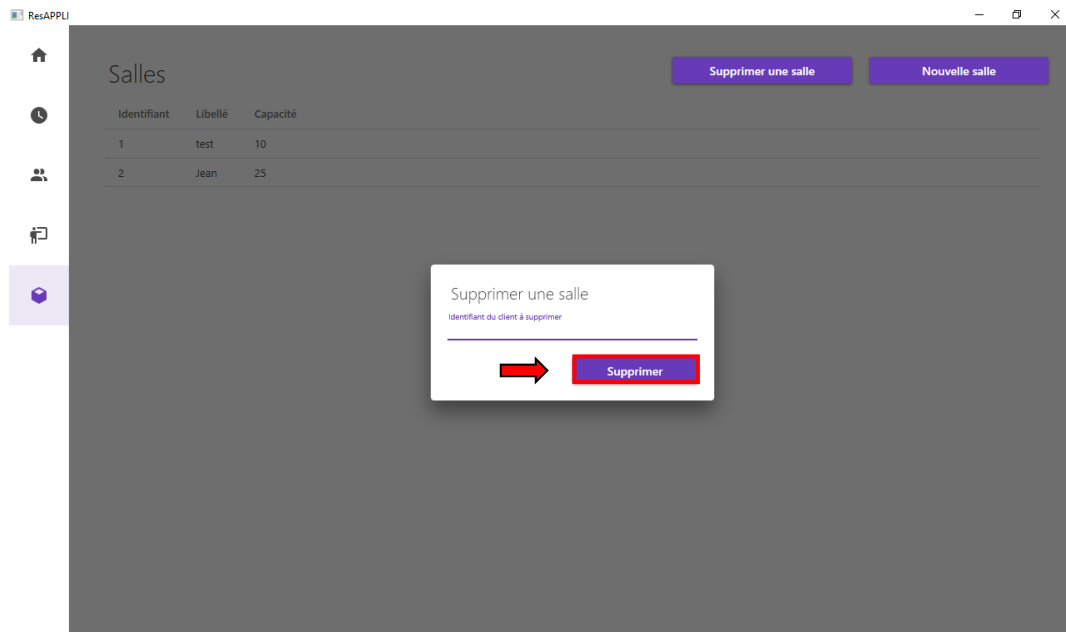 ResAPPLI
Salles
Supprimer une salle
Nouvelle salle
Identifiant Libellé Capacité
1 test 10
2 Jean 25
Supprimer une salle
Identifiant du client à supprimer
Supprimer